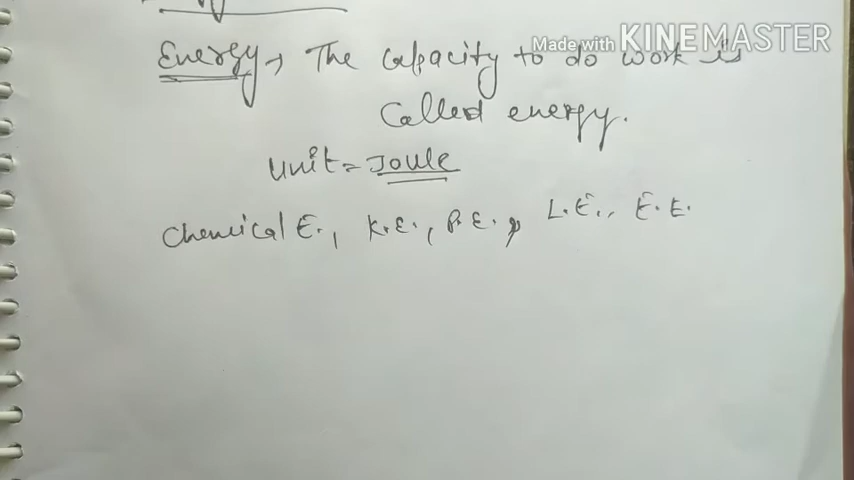 Made with KINEMASTER
Energy → The capacity to do work is
called energy.
Unit = Joule
Chemical E., K.E., P.E., L.E., E.E.